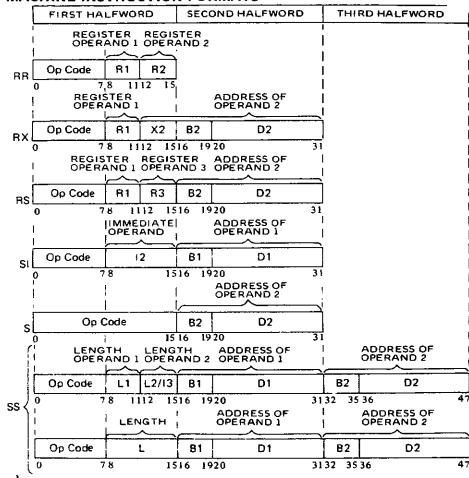 MACHINE INSTRUCTION FORMATS
FIRST HALFWORD SECOND HALFWORD THIRD HALFWORD
REGISTER REGISTER
OPERAND 1 OPERAND 2
RR Op Code R1 R2
0 7 8 11 12 15
REGISTER ADDRESS OF
OPERAND 1 OPERAND 2
RX Op Code R1 X2 B2 D2
0 7 8 11 12 15 16 19 20 31
REGISTER REGISTER ADDRESS OF
OPERAND 1 OPERAND 3 OPERAND 2
RS Op Code R1 R3 B2 D2
0 7 8 11 12 15 16 19 20 31
IMMEDIATE ADDRESS OF
OPERAND OPERAND 1
SI Op Code I2 B1 D1
0 7 8 15 16 19 20 31
ADDRESS OF
OPERAND 2
S Op Code B2 D2
0 15 16 19 20 31
LENGTH LENGTH ADDRESS OF ADDRESS OF
OPERAND 1 OPERAND 2 OPERAND 1 OPERAND 2
SS Op Code L1 L2/I3 B1 D1 B2 D2
0 7 8 11 12 15 16 19 20 31 32 35 36 47
LENGTH ADDRESS OF ADDRESS OF
OPERAND 1 OPERAND 2
Op Code L B1 D1 B2 D2
0 7 8 15 16 19 20 31 32 35 36 47